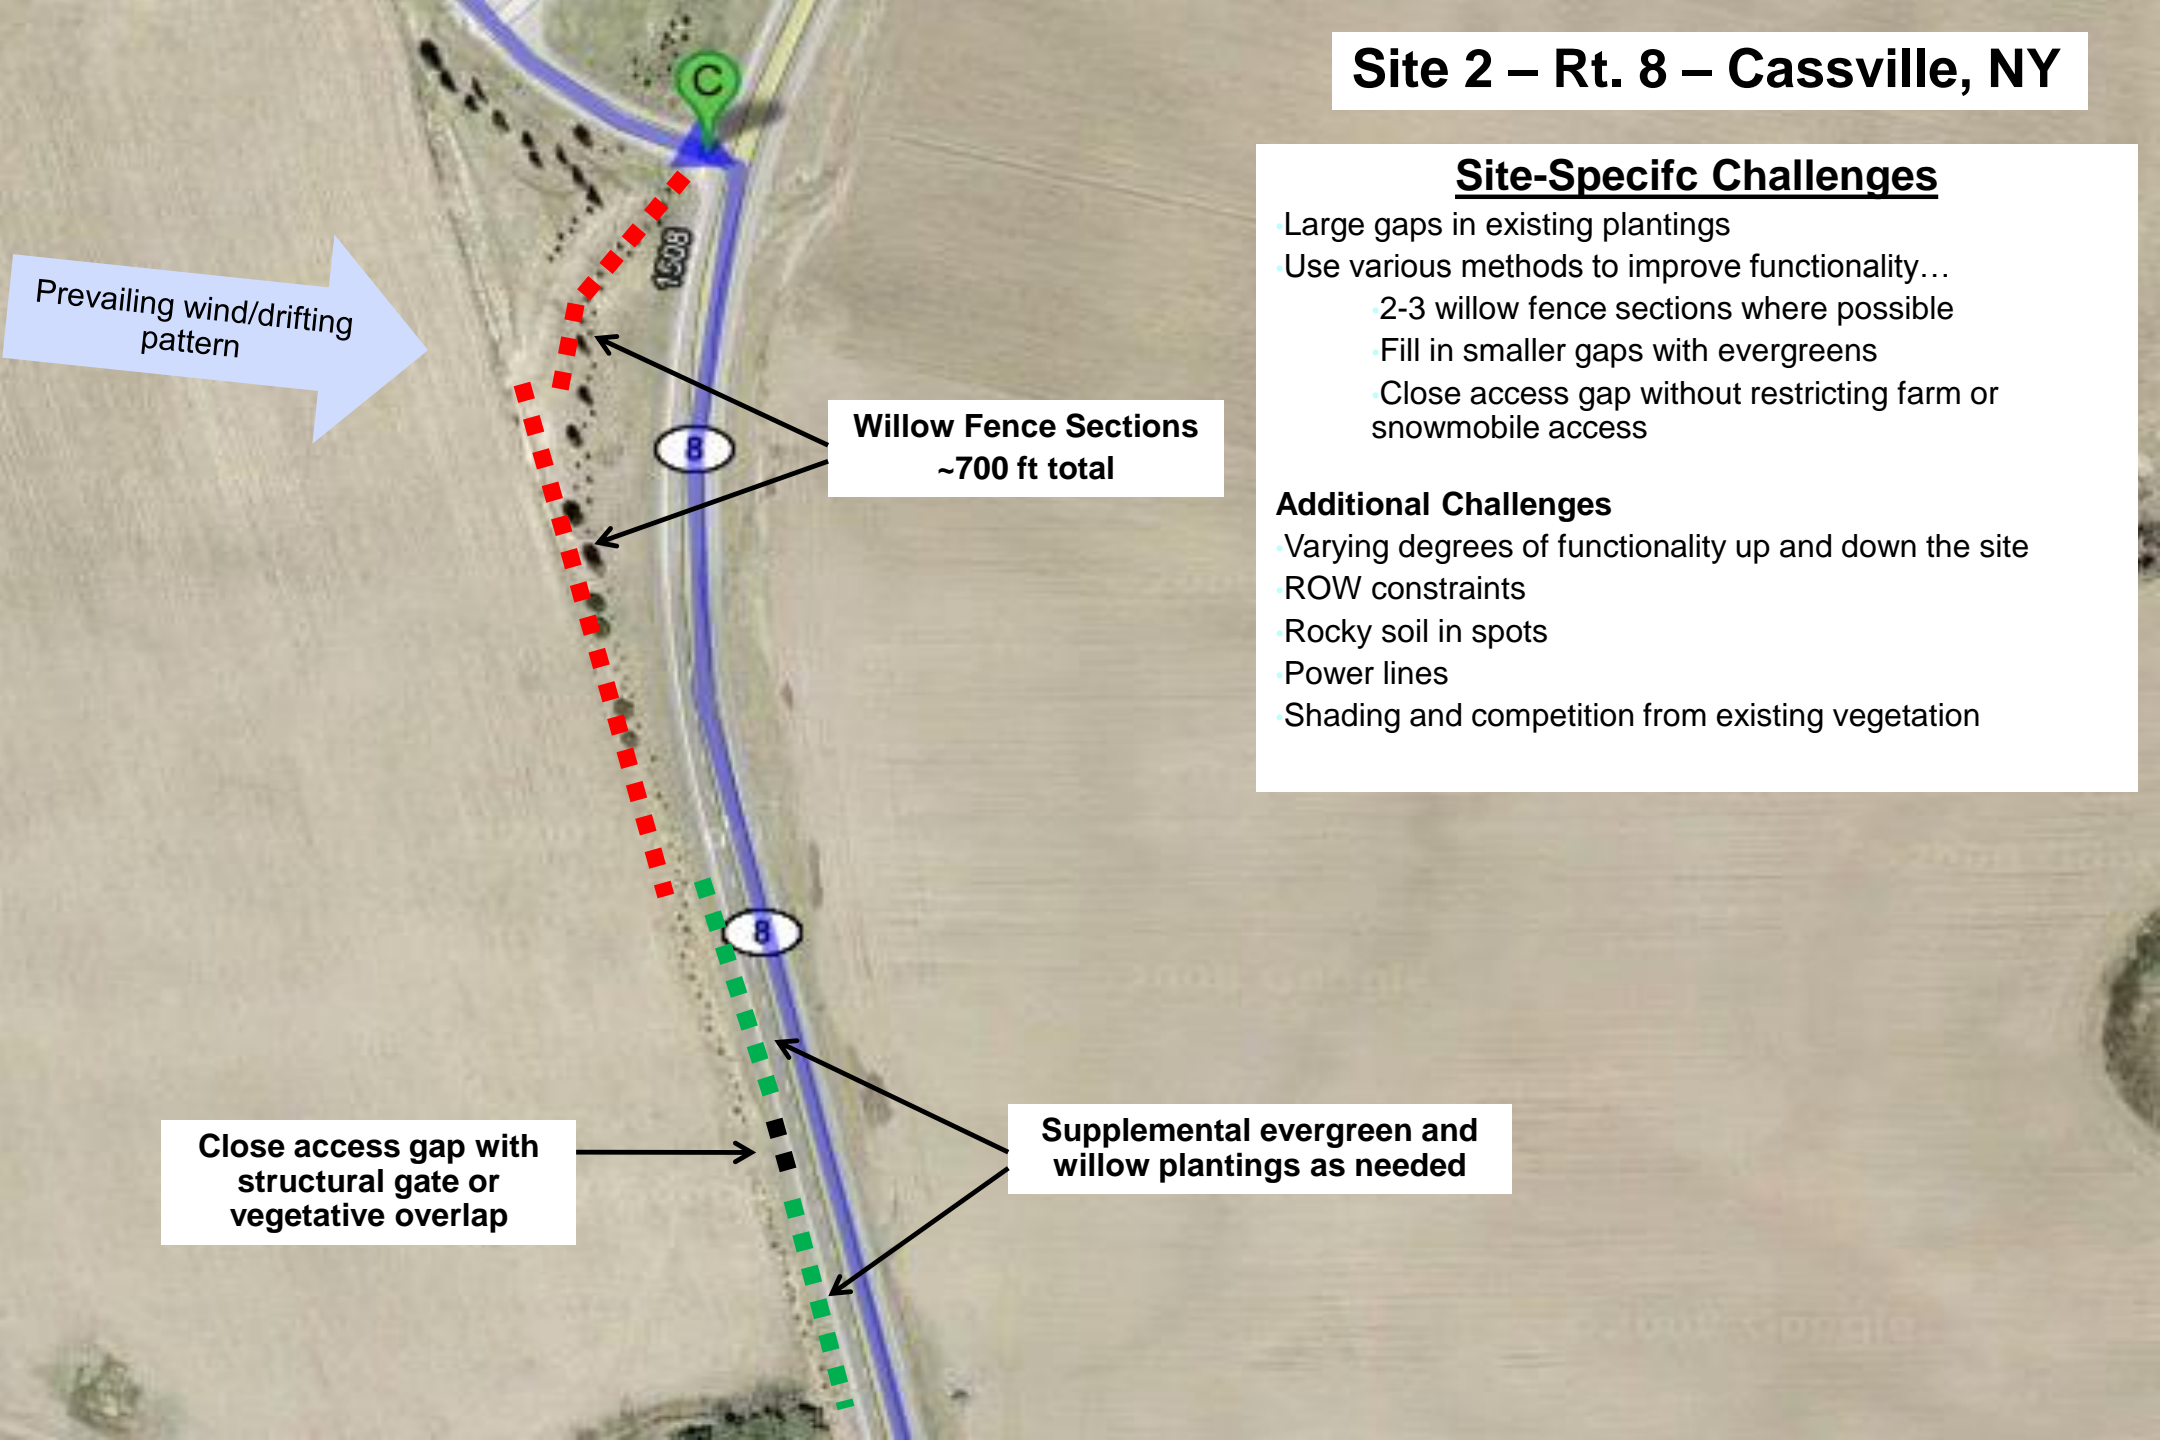 Site 2 – Rt. 8 – Cassville, NY
Site-Specifc Challenges
Large gaps in existing plantings
Use various methods to improve functionality…
2-3 willow fence sections where possible
Fill in smaller gaps with evergreens
Close access gap without restricting farm or
snowmobile access
Additional Challenges
Varying degrees of functionality up and down the site
ROW constraints
Rocky soil in spots
Power lines
Shading and competition from existing vegetation
C
1508
Prevailing wind/drifting
pattern
Willow Fence Sections
~700 ft total
8
8
Close access gap with
structural gate or
vegetative overlap
Supplemental evergreen and
willow plantings as needed